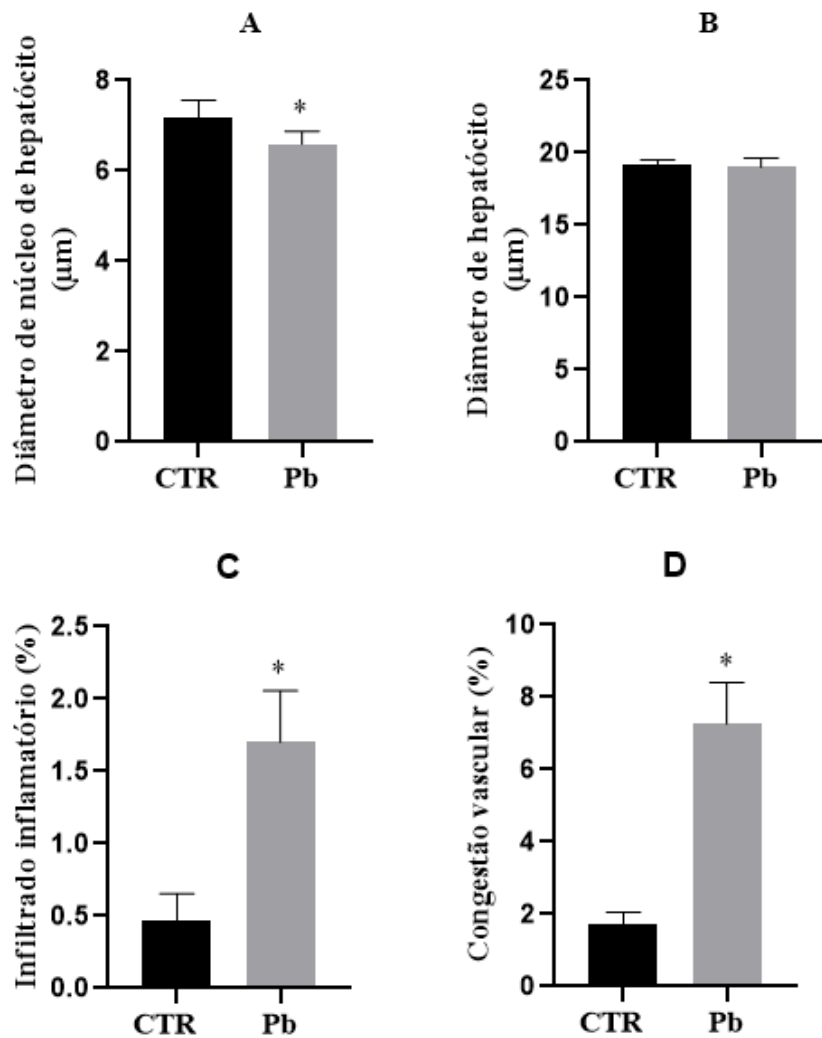 A
Diâmetro de núcleo de hepatócito
(µm)
8
6
4
2
0
*
CTR
Pb
B
Diâmetro de hepatócito
(µm)
25
20
15
10
5
0
CTR
Pb
C
Infiltrado inflamatório (%)
2.5
2.0
1.5
1.0
0.5
0.0
*
CTR
Pb
D
Congestão vascular (%)
10
8
6
4
2
0
*
CTR
Pb